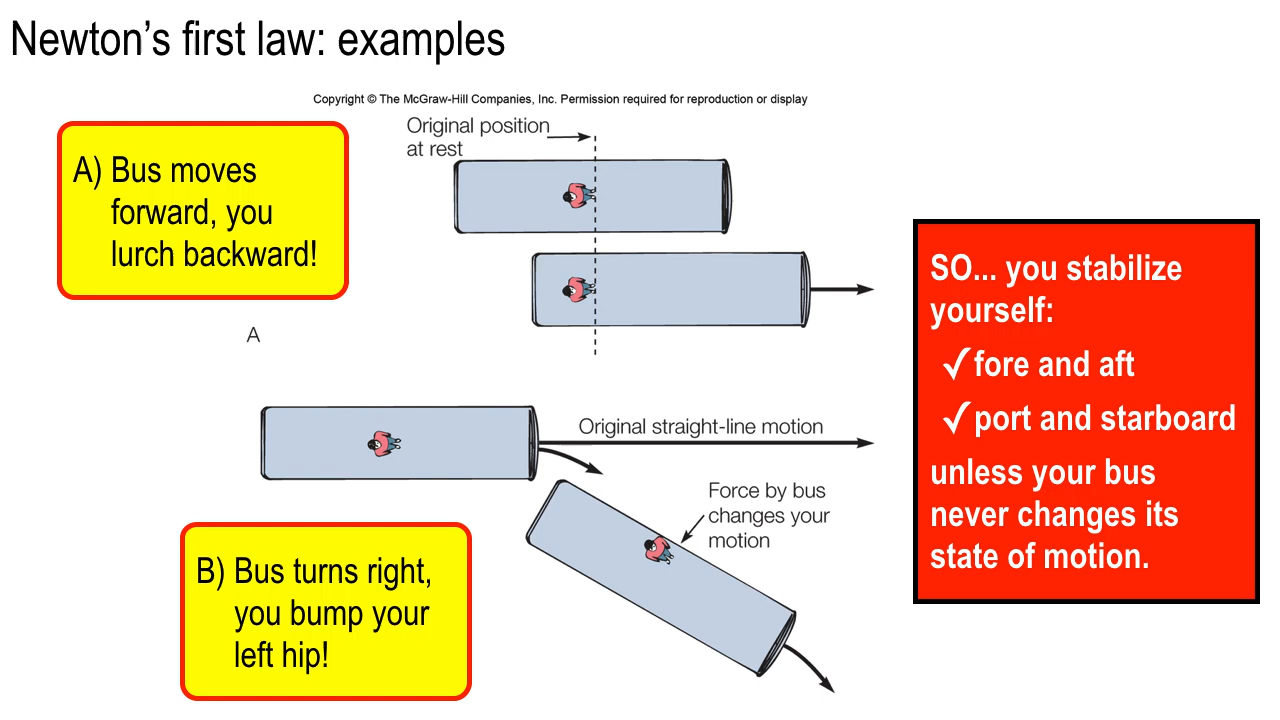 Newton’s first law: examples
Copyright © The McGraw-Hill Companies, Inc. Permission required for reproduction or display
A) Bus moves
forward, you
lurch backward!
Original position
at rest
A
SO... you stabilize
yourself:
✓fore and aft
✓port and starboard
unless your bus
never changes its
state of motion.
Original straight-line motion
Force by bus
changes your
motion
B) Bus turns right,
you bump your
left hip!